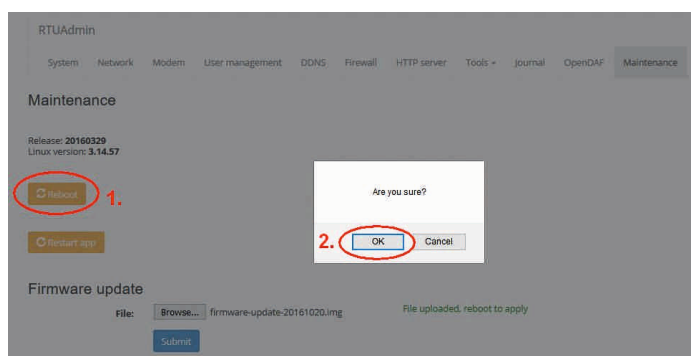 RTUAdmin
System Network Modem User management DDNS Firewall HTTP server Tools Journal OpenDAF Maintenance
Maintenance
Release: 20160329
Linux version: 3.14.57
Reboot 1.
Are you sure?
2. OK Cancel
Restart app
Firmware update
File: Browse... firmware-update-20161020.img File uploaded, reboot to apply
Submit